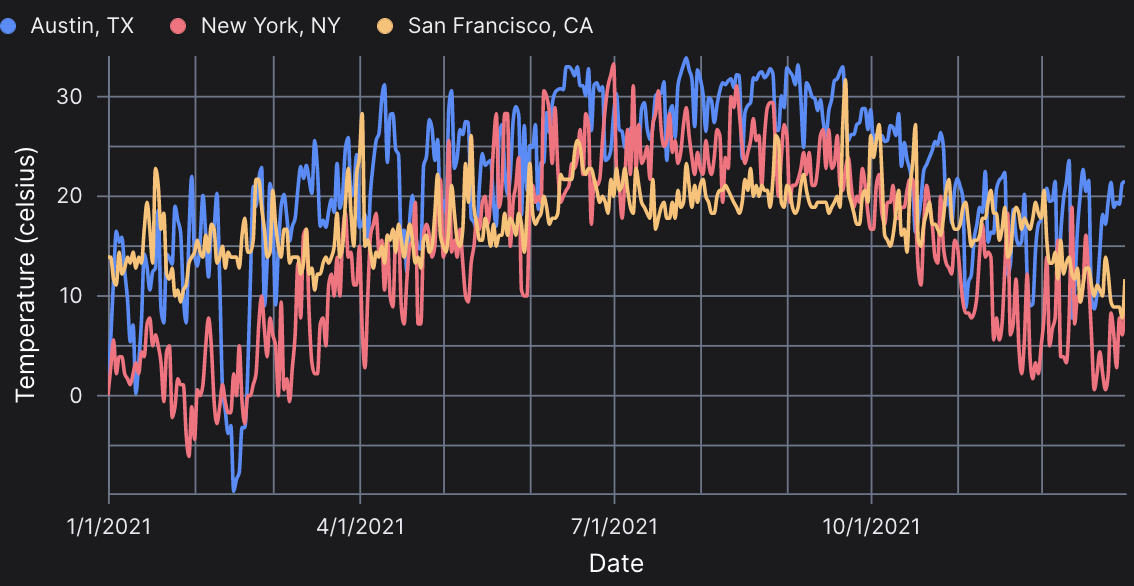 Austin, TX New York, NY San Francisco, CA
Temperature (celsius)
30
20
10
0
1/1/2021 4/1/2021 7/1/2021 10/1/2021
Date